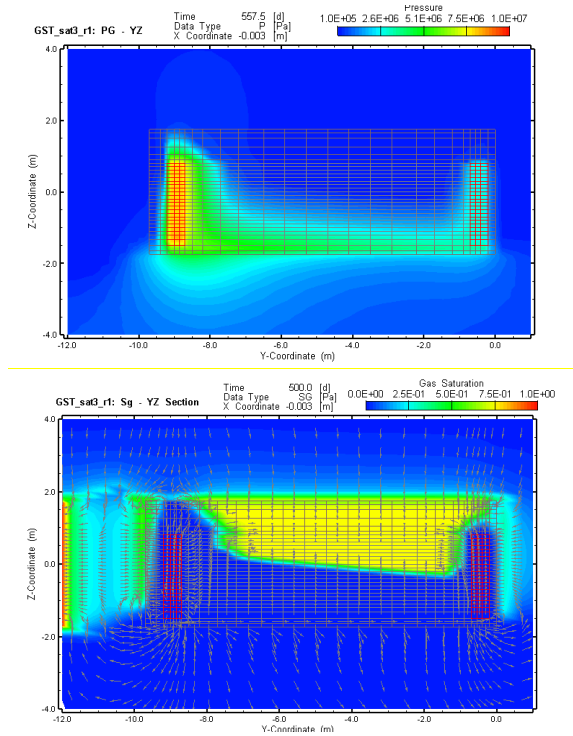 Time 557.5 [d]
Data Type P [Pa]
X Coordinate -0.003 [m]
GST_sat3_r1: PG - YZ
Pressure
1.0E+05 2.6E+06 5.1E+06 7.5E+06 1.0E+07
4.0
2.0
0.0
-2.0
-4.0
Z-Coordinate (m)
-12.0 -10.0 -8.0 -6.0 -4.0 -2.0 0.0
Y-Coordinate (m)
Time 500.0 [d]
Data Type SG [Pa]
X Coordinate -0.003 [m]
GST_sat3_r1: Sg - YZ Section
Gas Saturation
0.0E+00 2.5E-01 5.0E-01 7.5E-01 1.0E+00
4.0
2.0
0.0
-2.0
-4.0
Z-Coordinate (m)
-12.0 -10.0 -8.0 -6.0 -4.0 -2.0 0.0
Y-Coordinate (m)